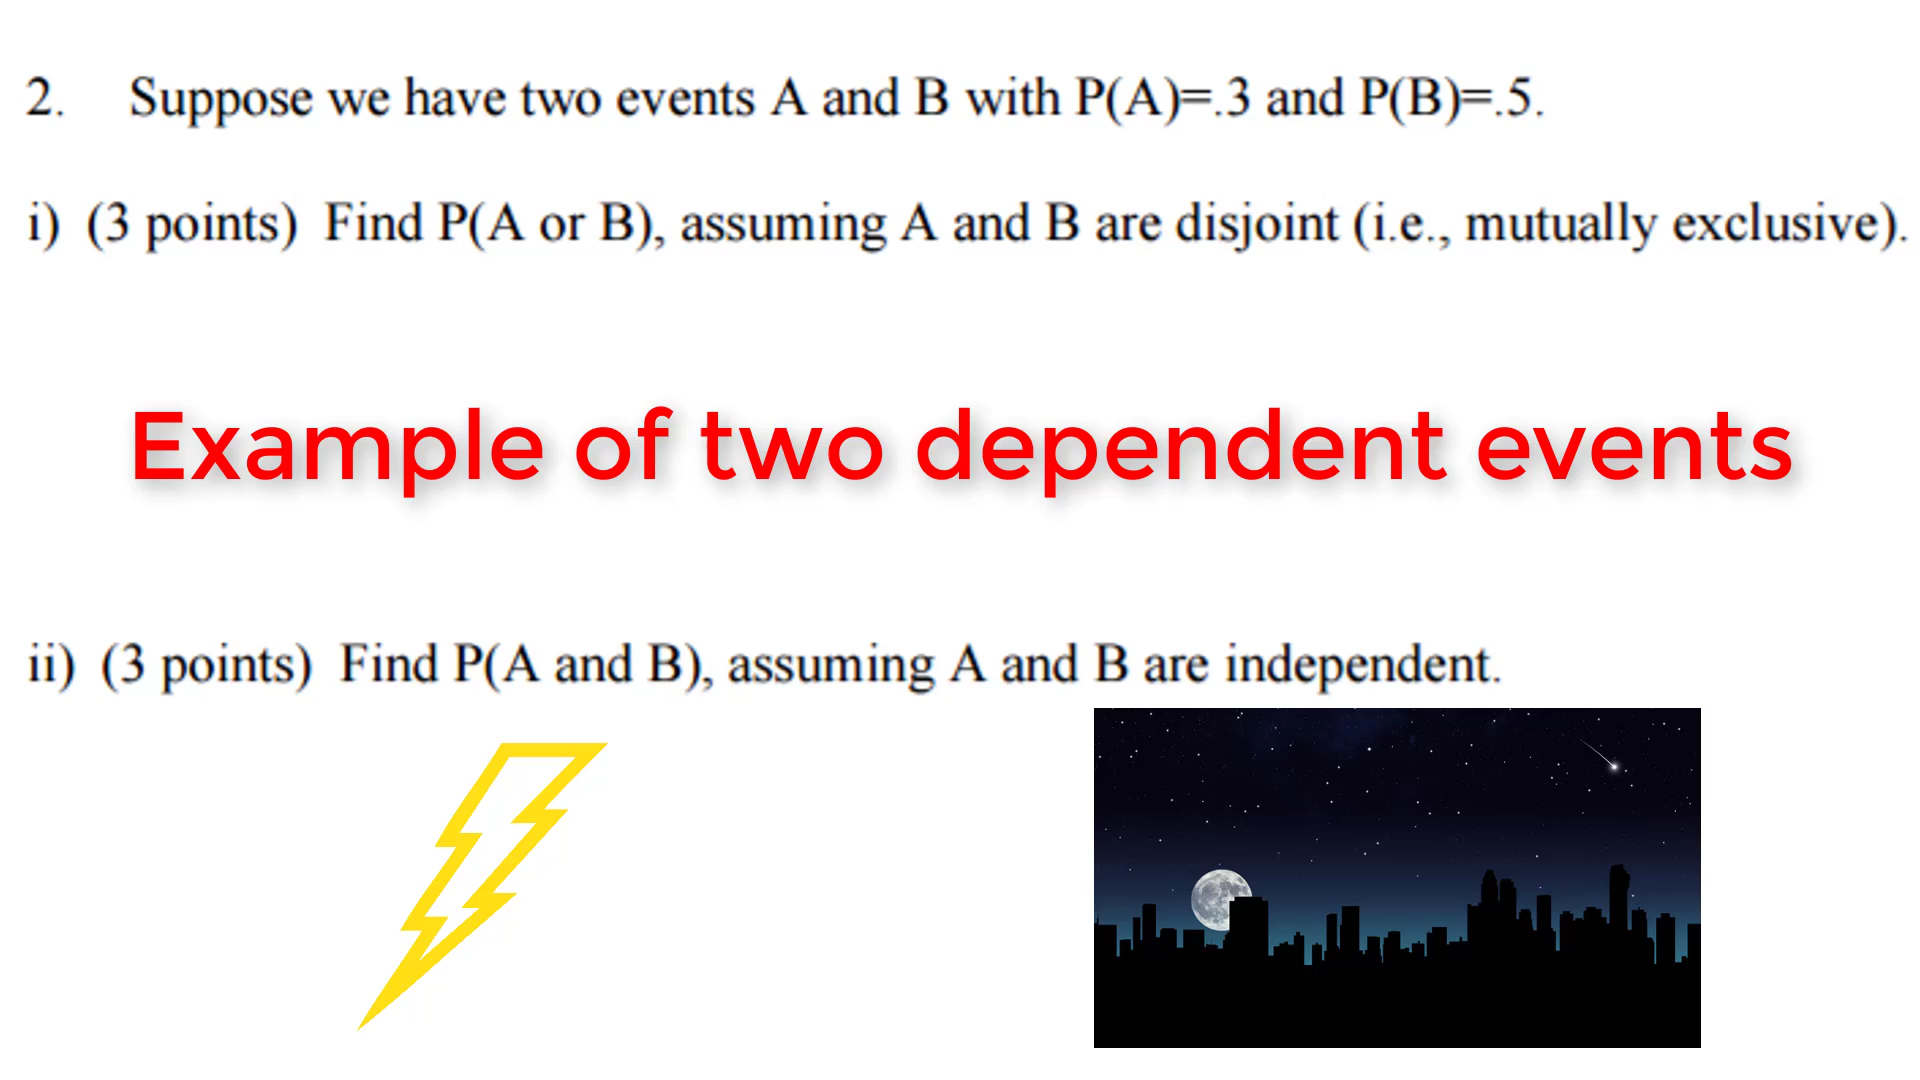 2. Suppose we have two events A and B with P(A)=.3 and P(B)=.5.
i) (3 points) Find P(A or B), assuming A and B are disjoint (i.e., mutually exclusive).
Example of two dependent events
ii) (3 points) Find P(A and B), assuming A and B are independent.